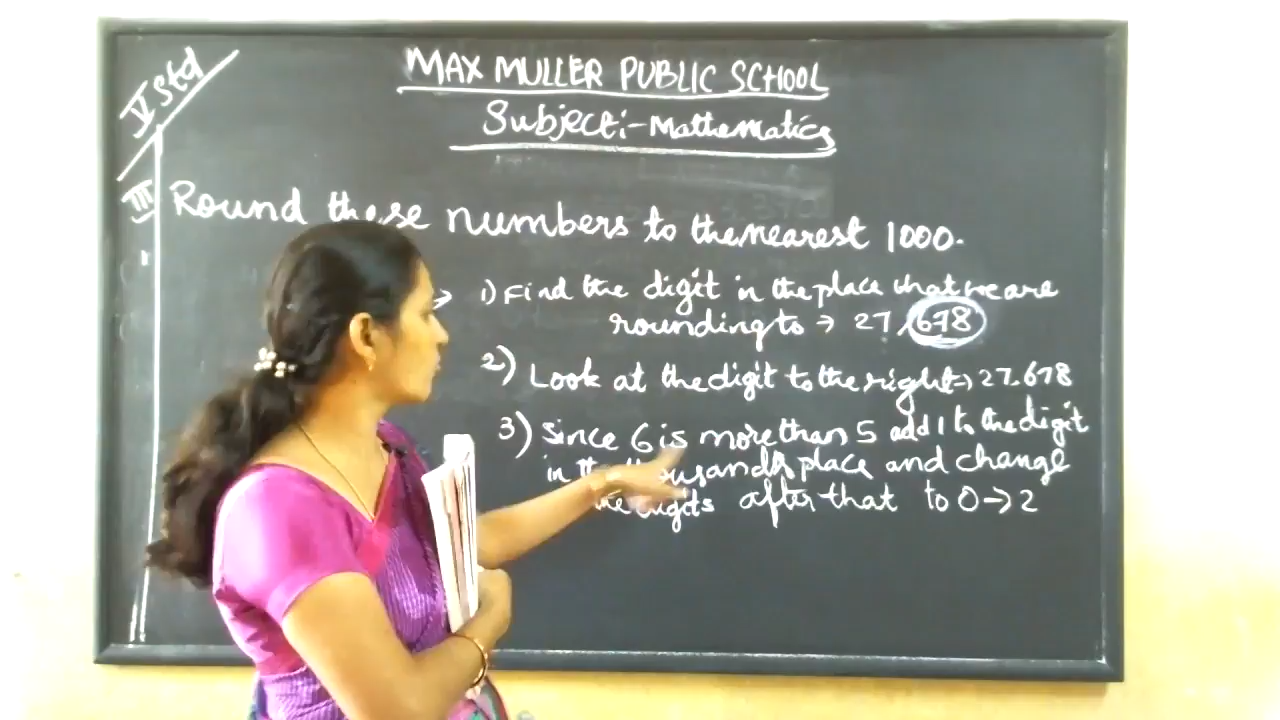 V Std
MAX MULLER PUBLIC SCHOOL
Subject:- Mathematics
III Round these numbers to the nearest 1000.
1) Find the digit in the place that we are
rounding to → 27,678
2) Look at the digit to the right → 27.678
3) Since 6 is more than 5 add 1 to the digit
in the thousands place and change
the digits after that to 0 → 2